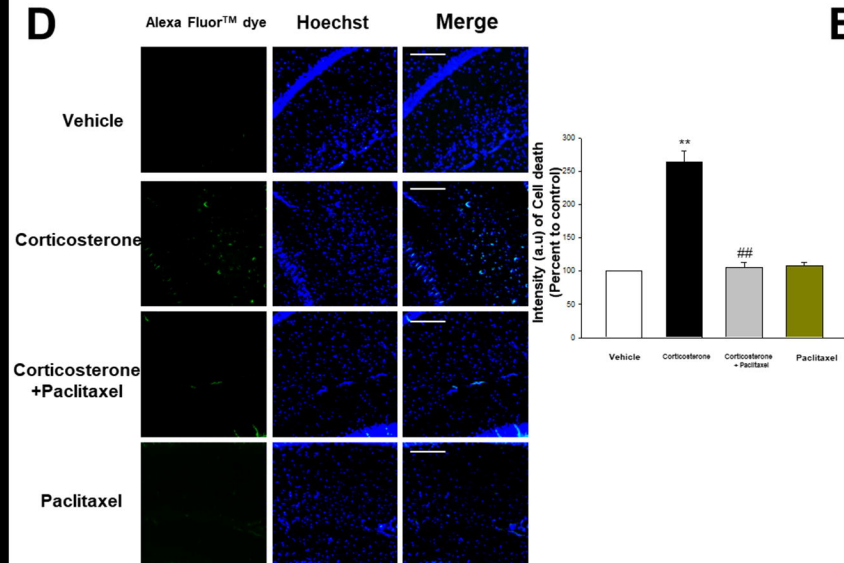 D
Alexa Fluor™ dye
Hoechst
Merge
Vehicle
Corticosterone
Corticosterone
+Paclitaxel
Paclitaxel
Intensity (a.u) of Cell death
(Percent to control)
300
250
200
150
100
50
0
**
##
Vehicle
Corticosterone
Corticosterone
+ Paclitaxel
Paclitaxel